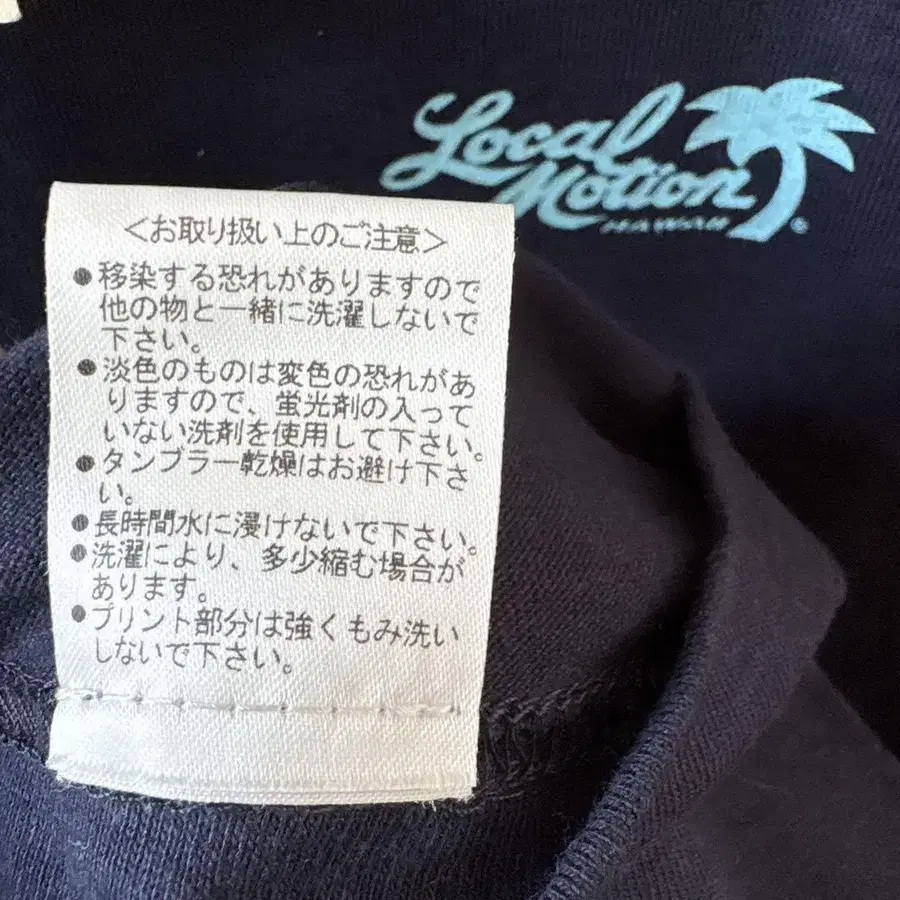 Local
Motion
HAWAII
<お取り扱い上のご注意>
●移染する恐れがありますので
他の物と一緒に洗濯しないで
下さい。
●淡色のものは変色の恐れがあ
りますので、蛍光剤の入って
いない洗剤を使用して下さい。
●タンブラー乾燥はお避け下さ
い。
●長時間水に浸けないで下さい。
●洗濯により、多少縮む場合が
あります。
●プリント部分は強くもみ洗い
しないで下さい。